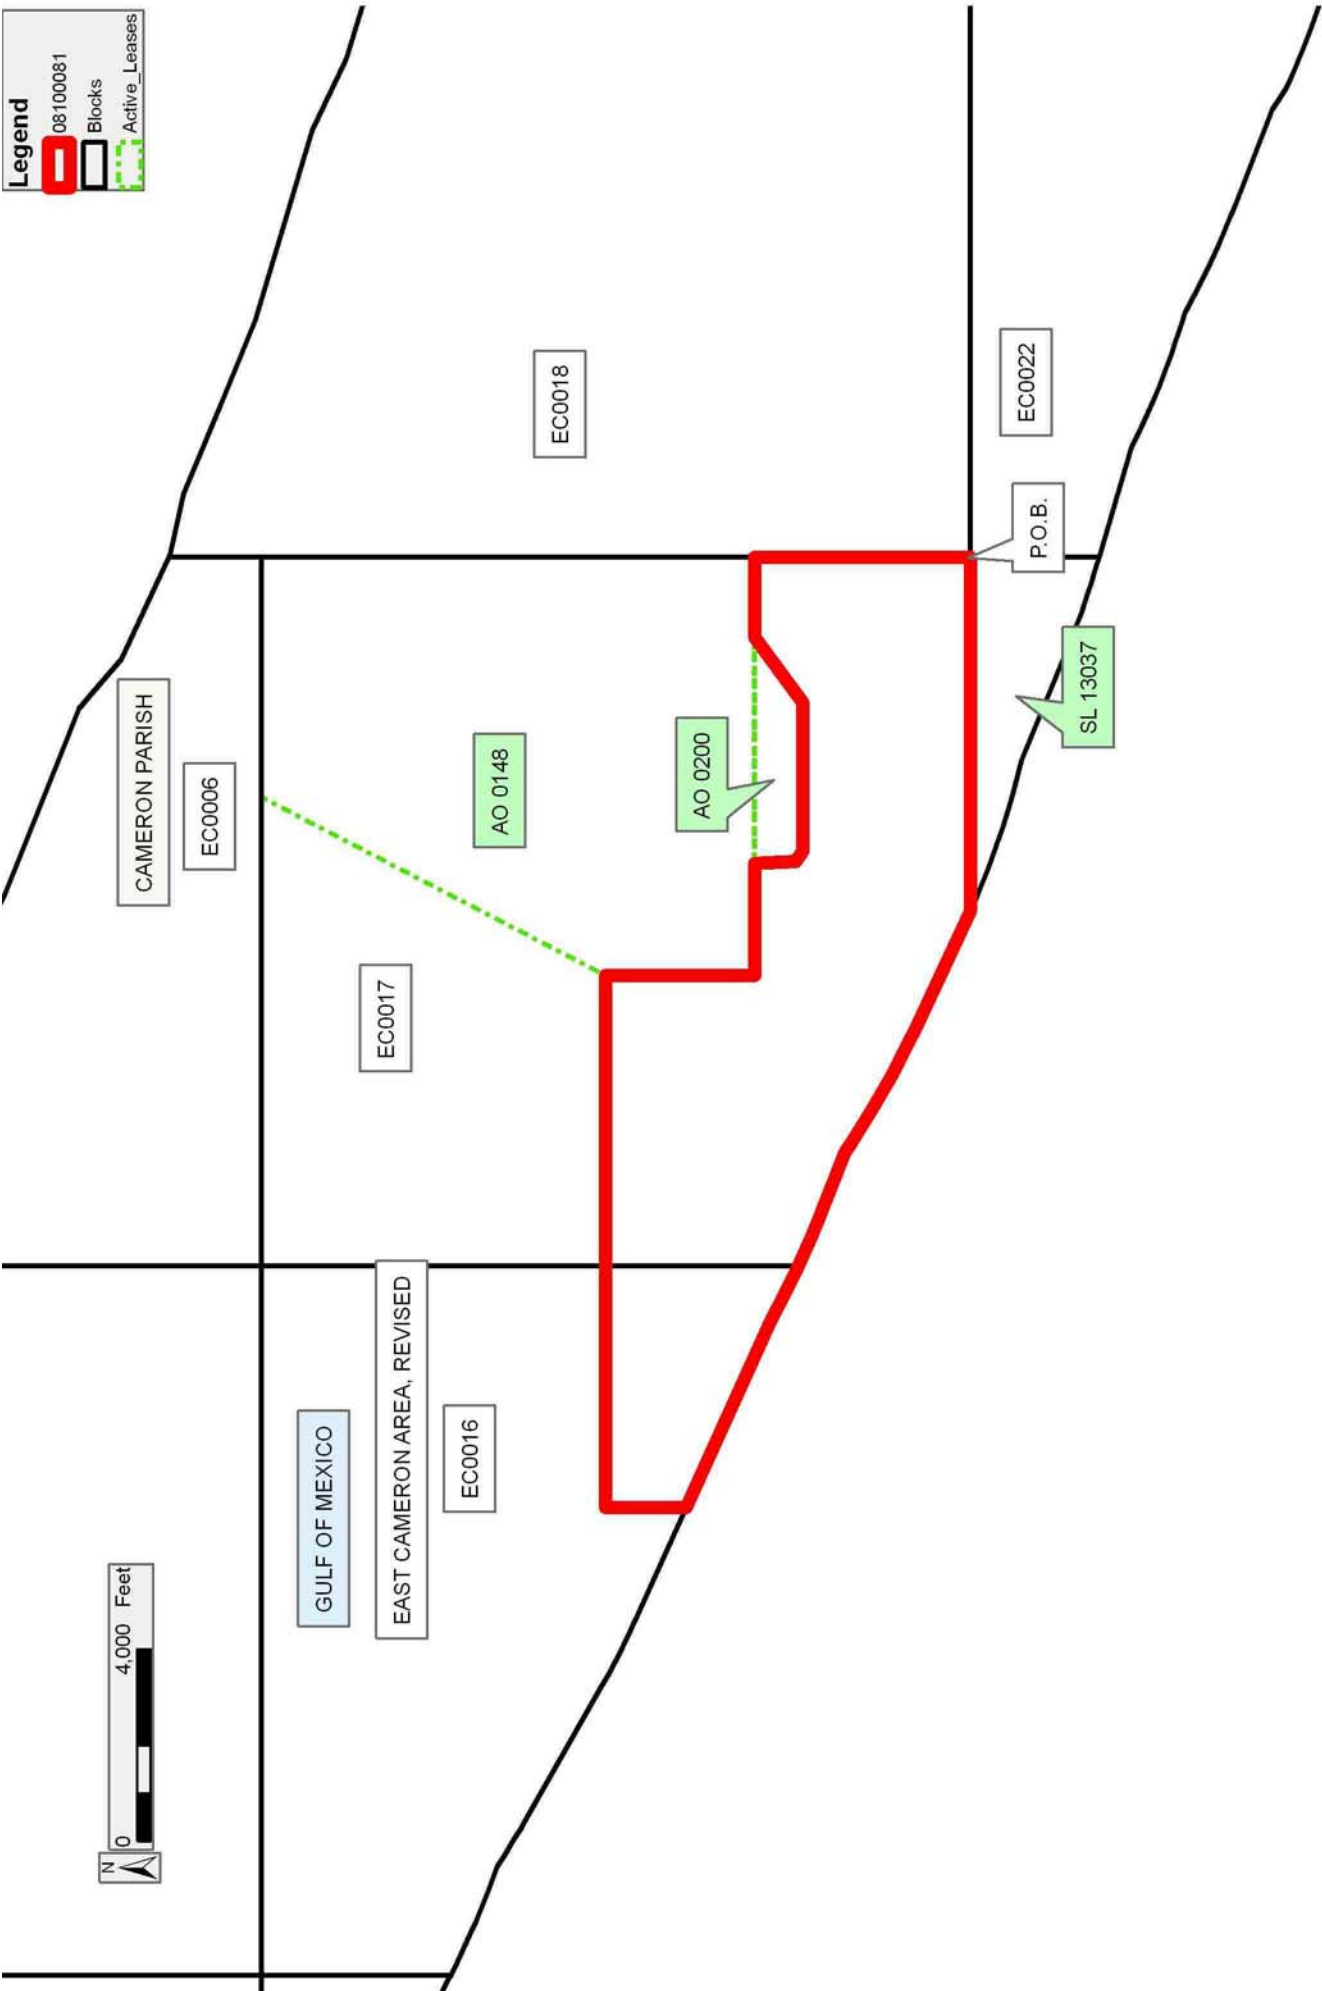 Legend
08100081
Blocks
Active_Leases
N
0 4,000 Feet
CAMERON PARISH
EC0006
GULF OF MEXICO
EAST CAMERON AREA, REVISED
EC0016
EC0017
AO 0148
EC0018
AO 0200
P.O.B.
EC0022
SL 13037